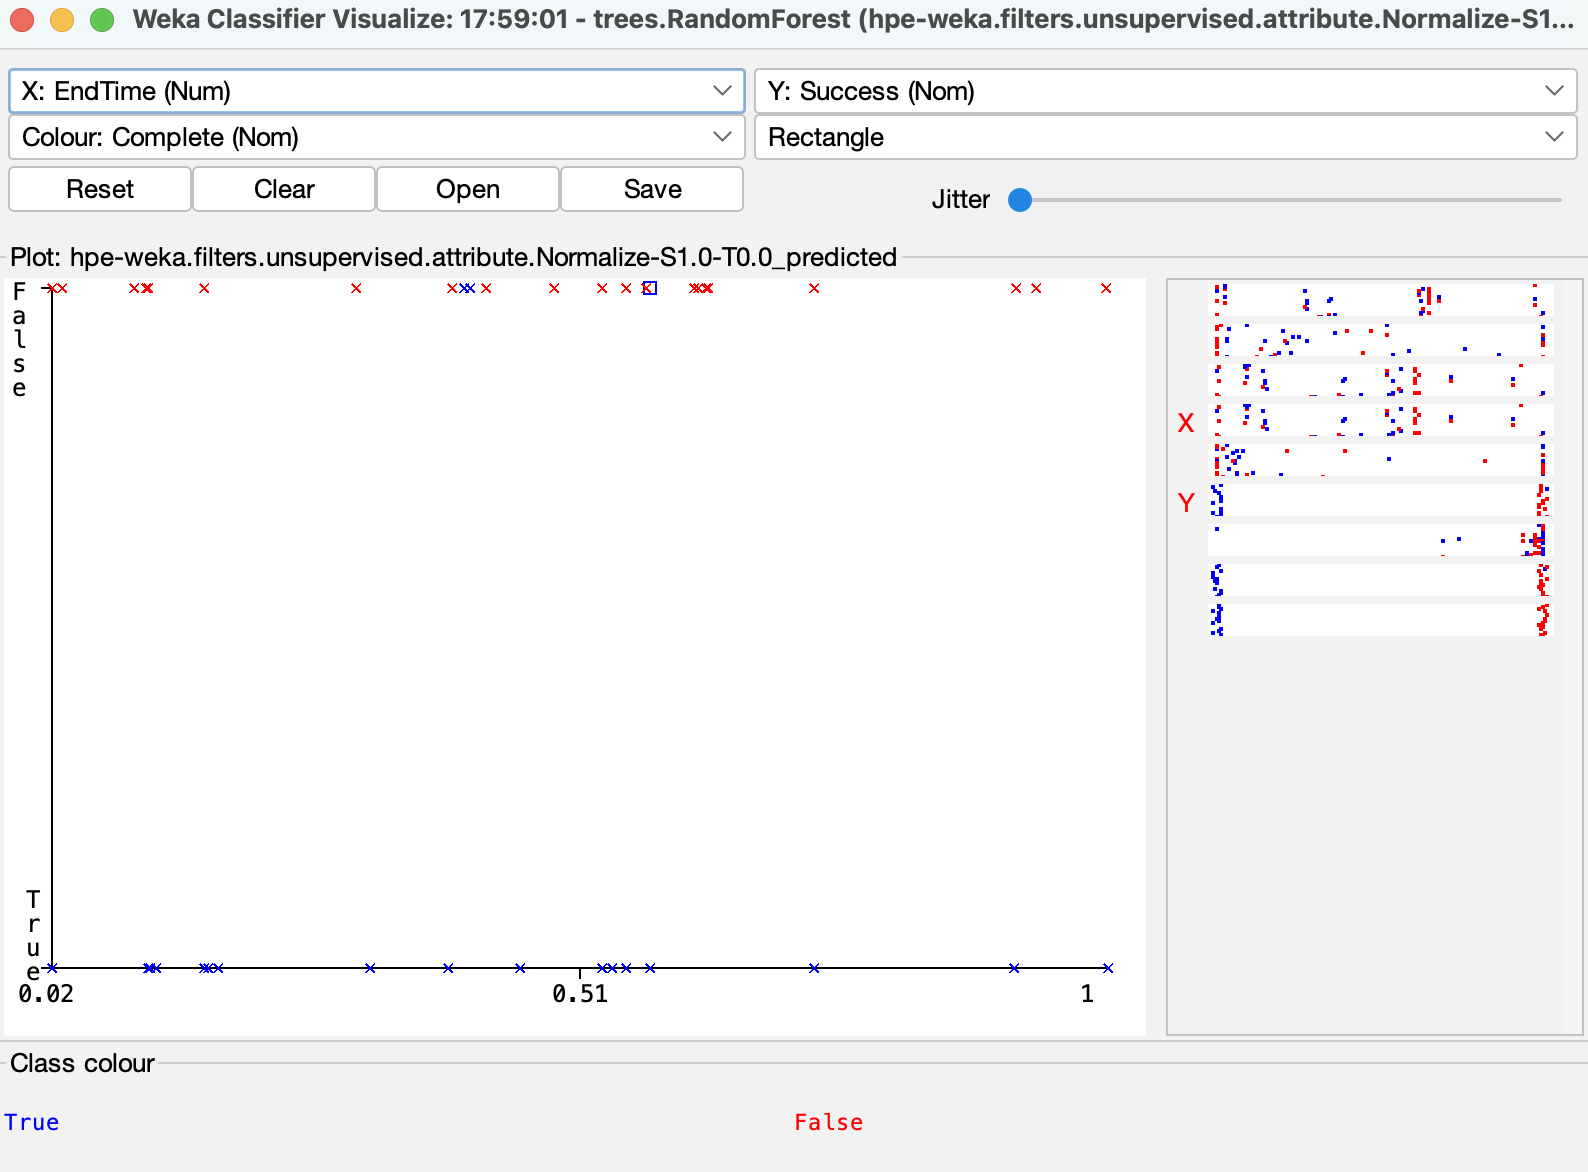 Weka Classifier Visualize: 17:59:01 - trees.RandomForest (hpe-weka.filters.unsupervised.attribute.Normalize-S1...
X: EndTime (Num)
Y: Success (Nom)
Colour: Complete (Nom)
Rectangle
Reset
Clear
Open
Save
Jitter
Plot: hpe-weka.filters.unsupervised.attribute.Normalize-S1.0-T0.0_predicted
False
True
0.02
0.51
1
X
Y
Class colour
True
False